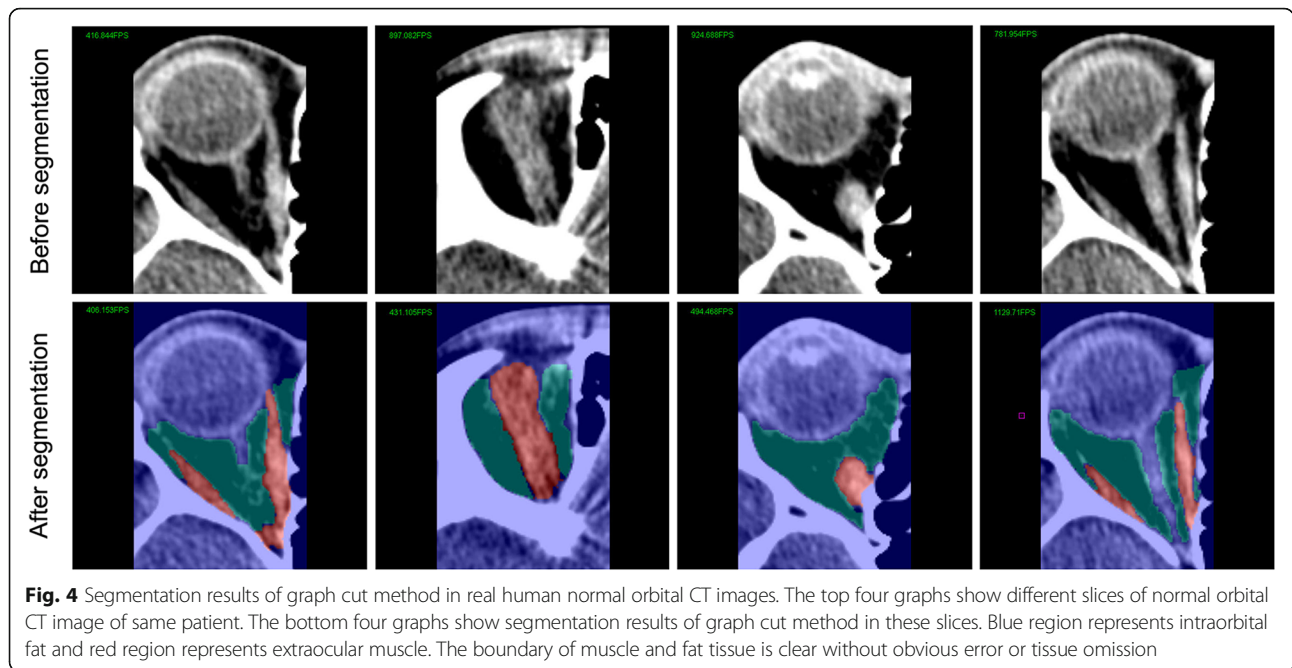 Before segmentation
416.844FPS
897.082FPS
924.688FPS
781.954FPS
After segmentation
406.153FPS
431.105FPS
494.468FPS
1129.71FPS
Fig. 4 Segmentation results of graph cut method in real human normal orbital CT images. The top four graphs show different slices of normal orbital
CT image of same patient. The bottom four graphs show segmentation results of graph cut method in these slices. Blue region represents intraorbital
fat and red region represents extraocular muscle. The boundary of muscle and fat tissue is clear without obvious error or tissue omission